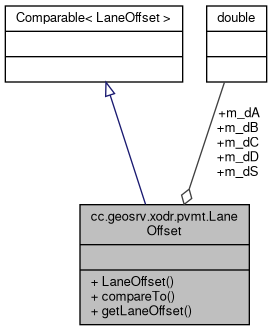 Comparable< LaneOffset >
double
+m_dA
+m_dB
+m_dC
+m_dD
+m_dS
cc.geosrv.xodr.pvmt.Lane
Offset
+ LaneOffset()
+ compareTo()
+ getLaneOffset()